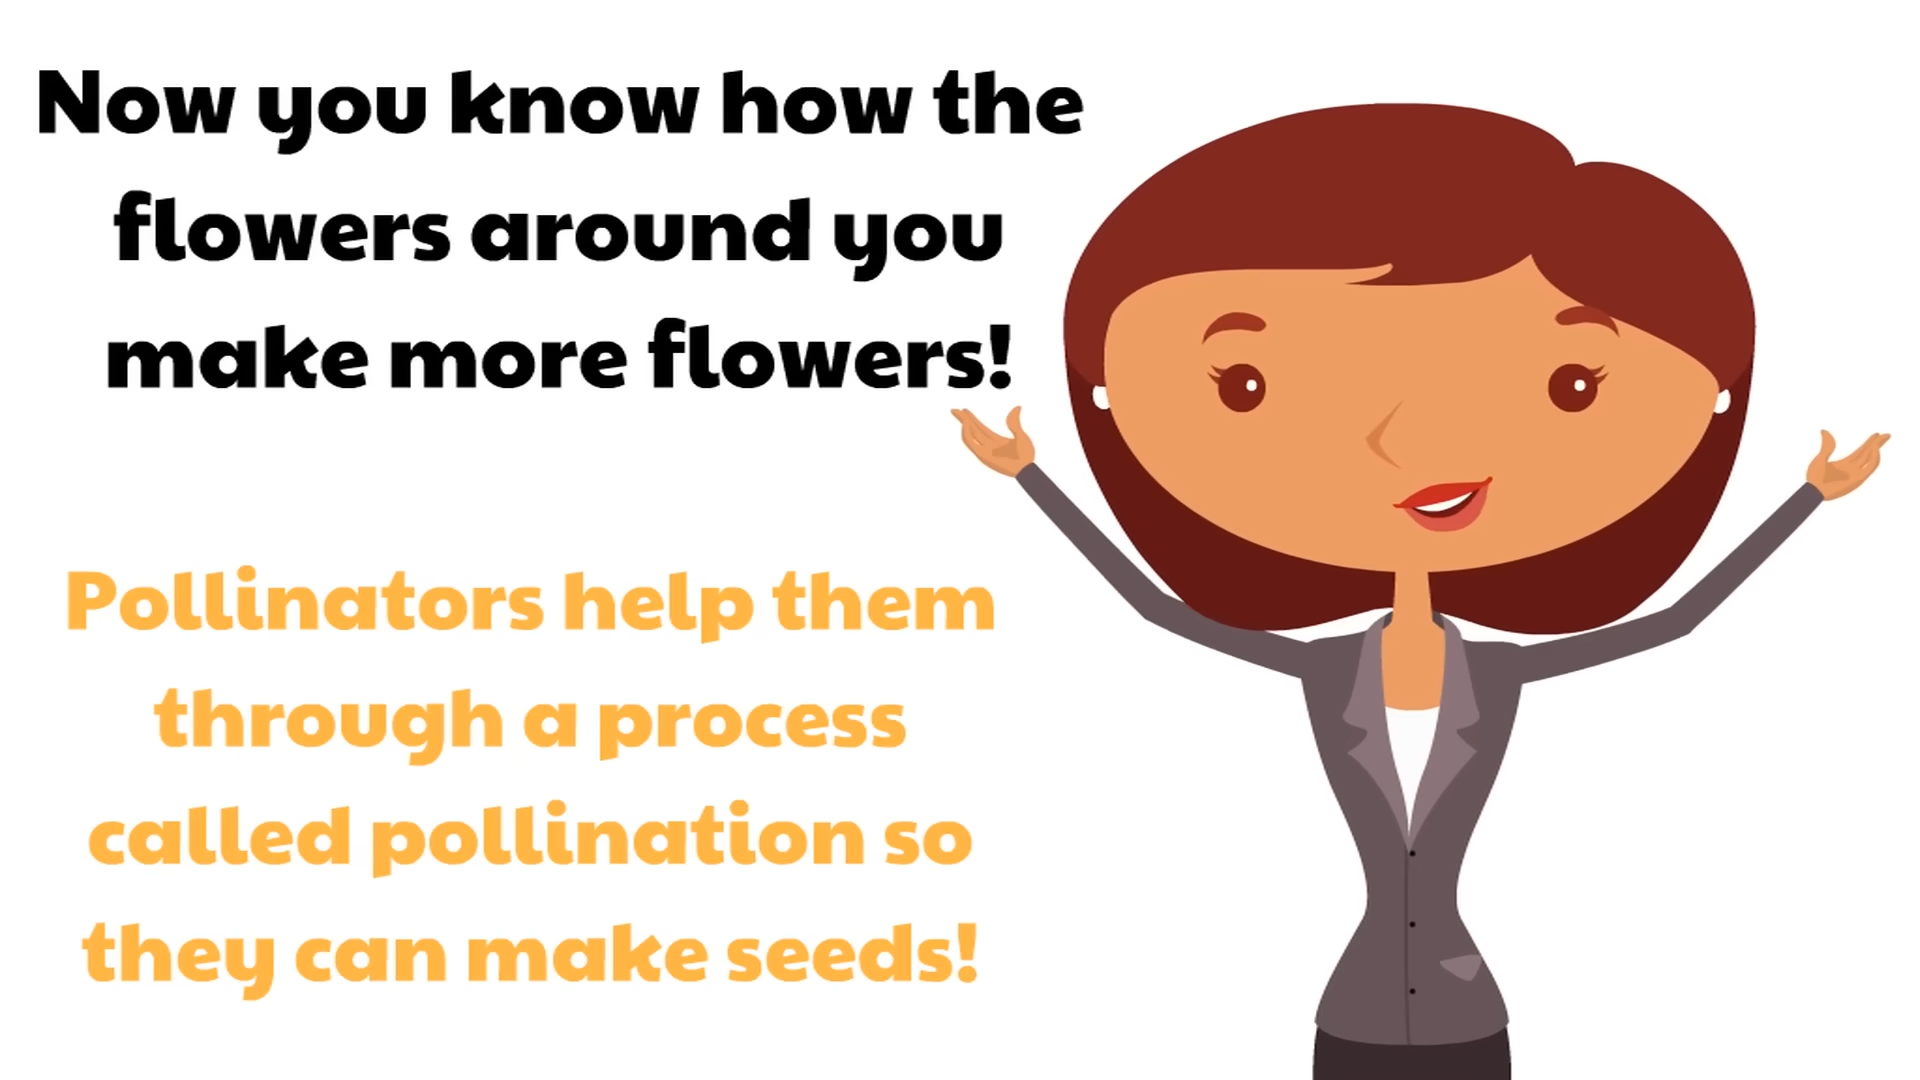 Now you know how the
flowers around you
make more flowers!
Pollinators help them
through a process
called pollination so
they can make seeds!